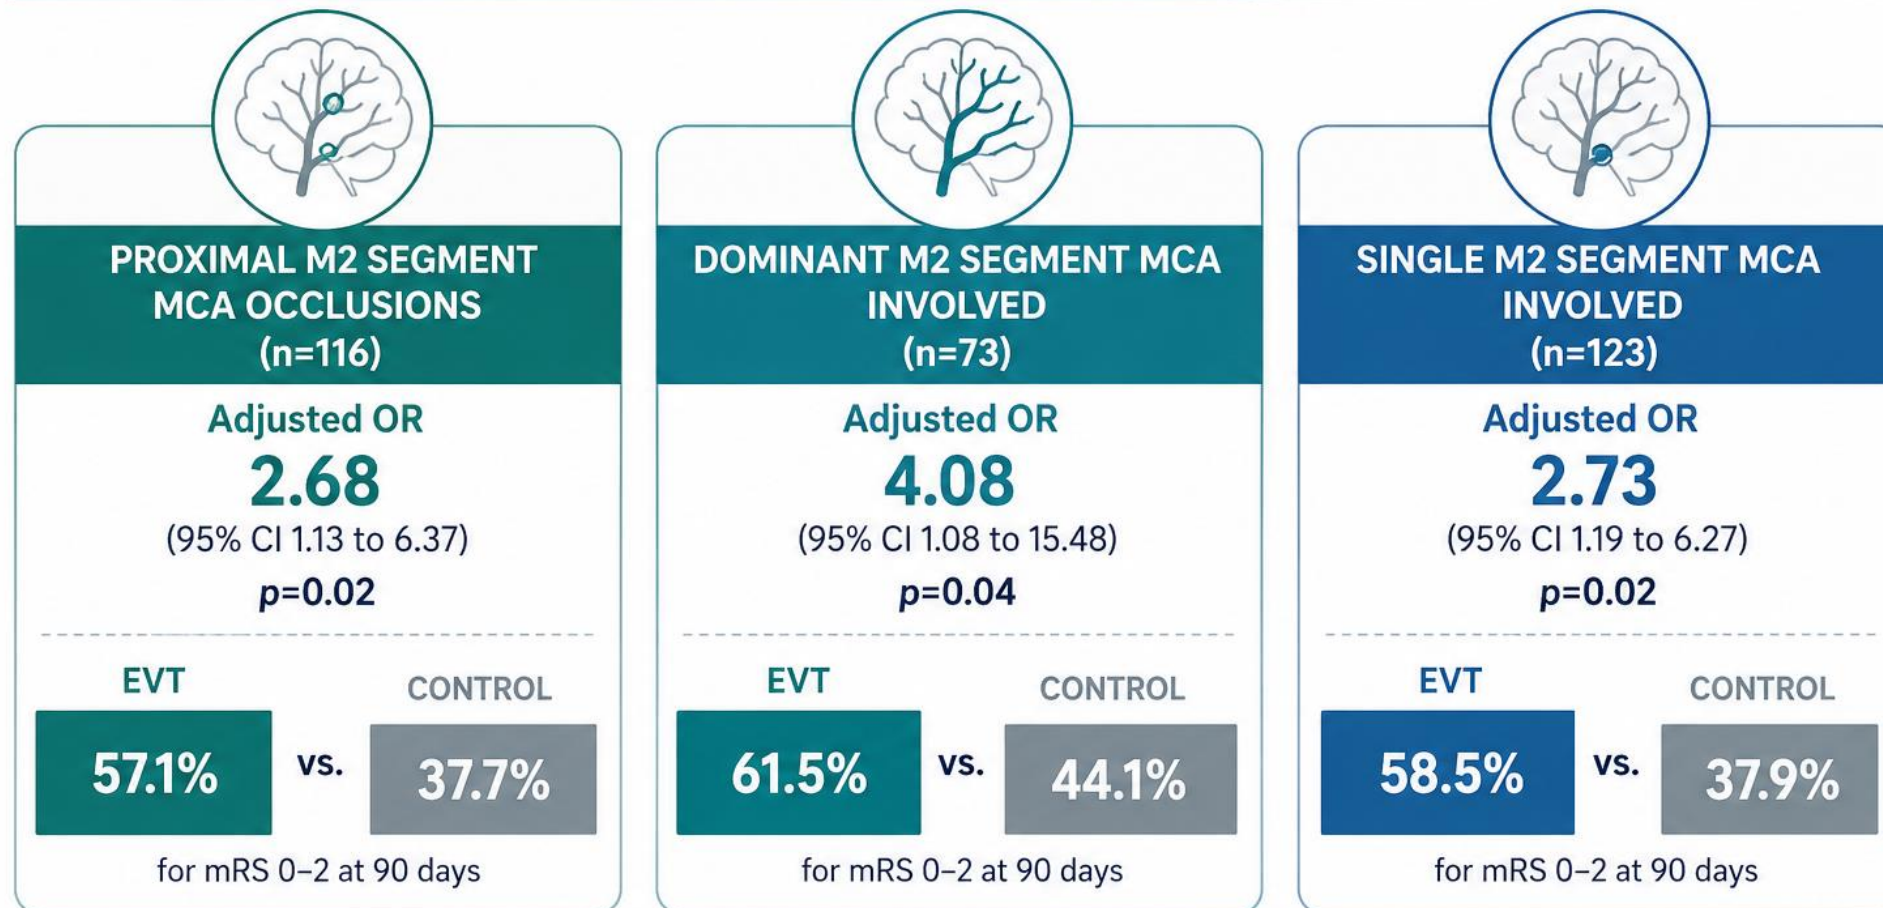 PROXIMAL M2 SEGMENT
MCA OCCLUSIONS
(n=116)
Adjusted OR
2.68
(95% CI 1.13 to 6.37)
p=0.02
EVT
CONTROL
57.1%
vs.
37.7%
for mRS 0–2 at 90 days
DOMINANT M2 SEGMENT MCA
INVOLVED
(n=73)
Adjusted OR
4.08
(95% CI 1.08 to 15.48)
p=0.04
EVT
CONTROL
61.5%
vs.
44.1%
for mRS 0–2 at 90 days
SINGLE M2 SEGMENT MCA
INVOLVED
(n=123)
Adjusted OR
2.73
(95% CI 1.19 to 6.27)
p=0.02
EVT
CONTROL
58.5%
vs.
37.9%
for mRS 0–2 at 90 days